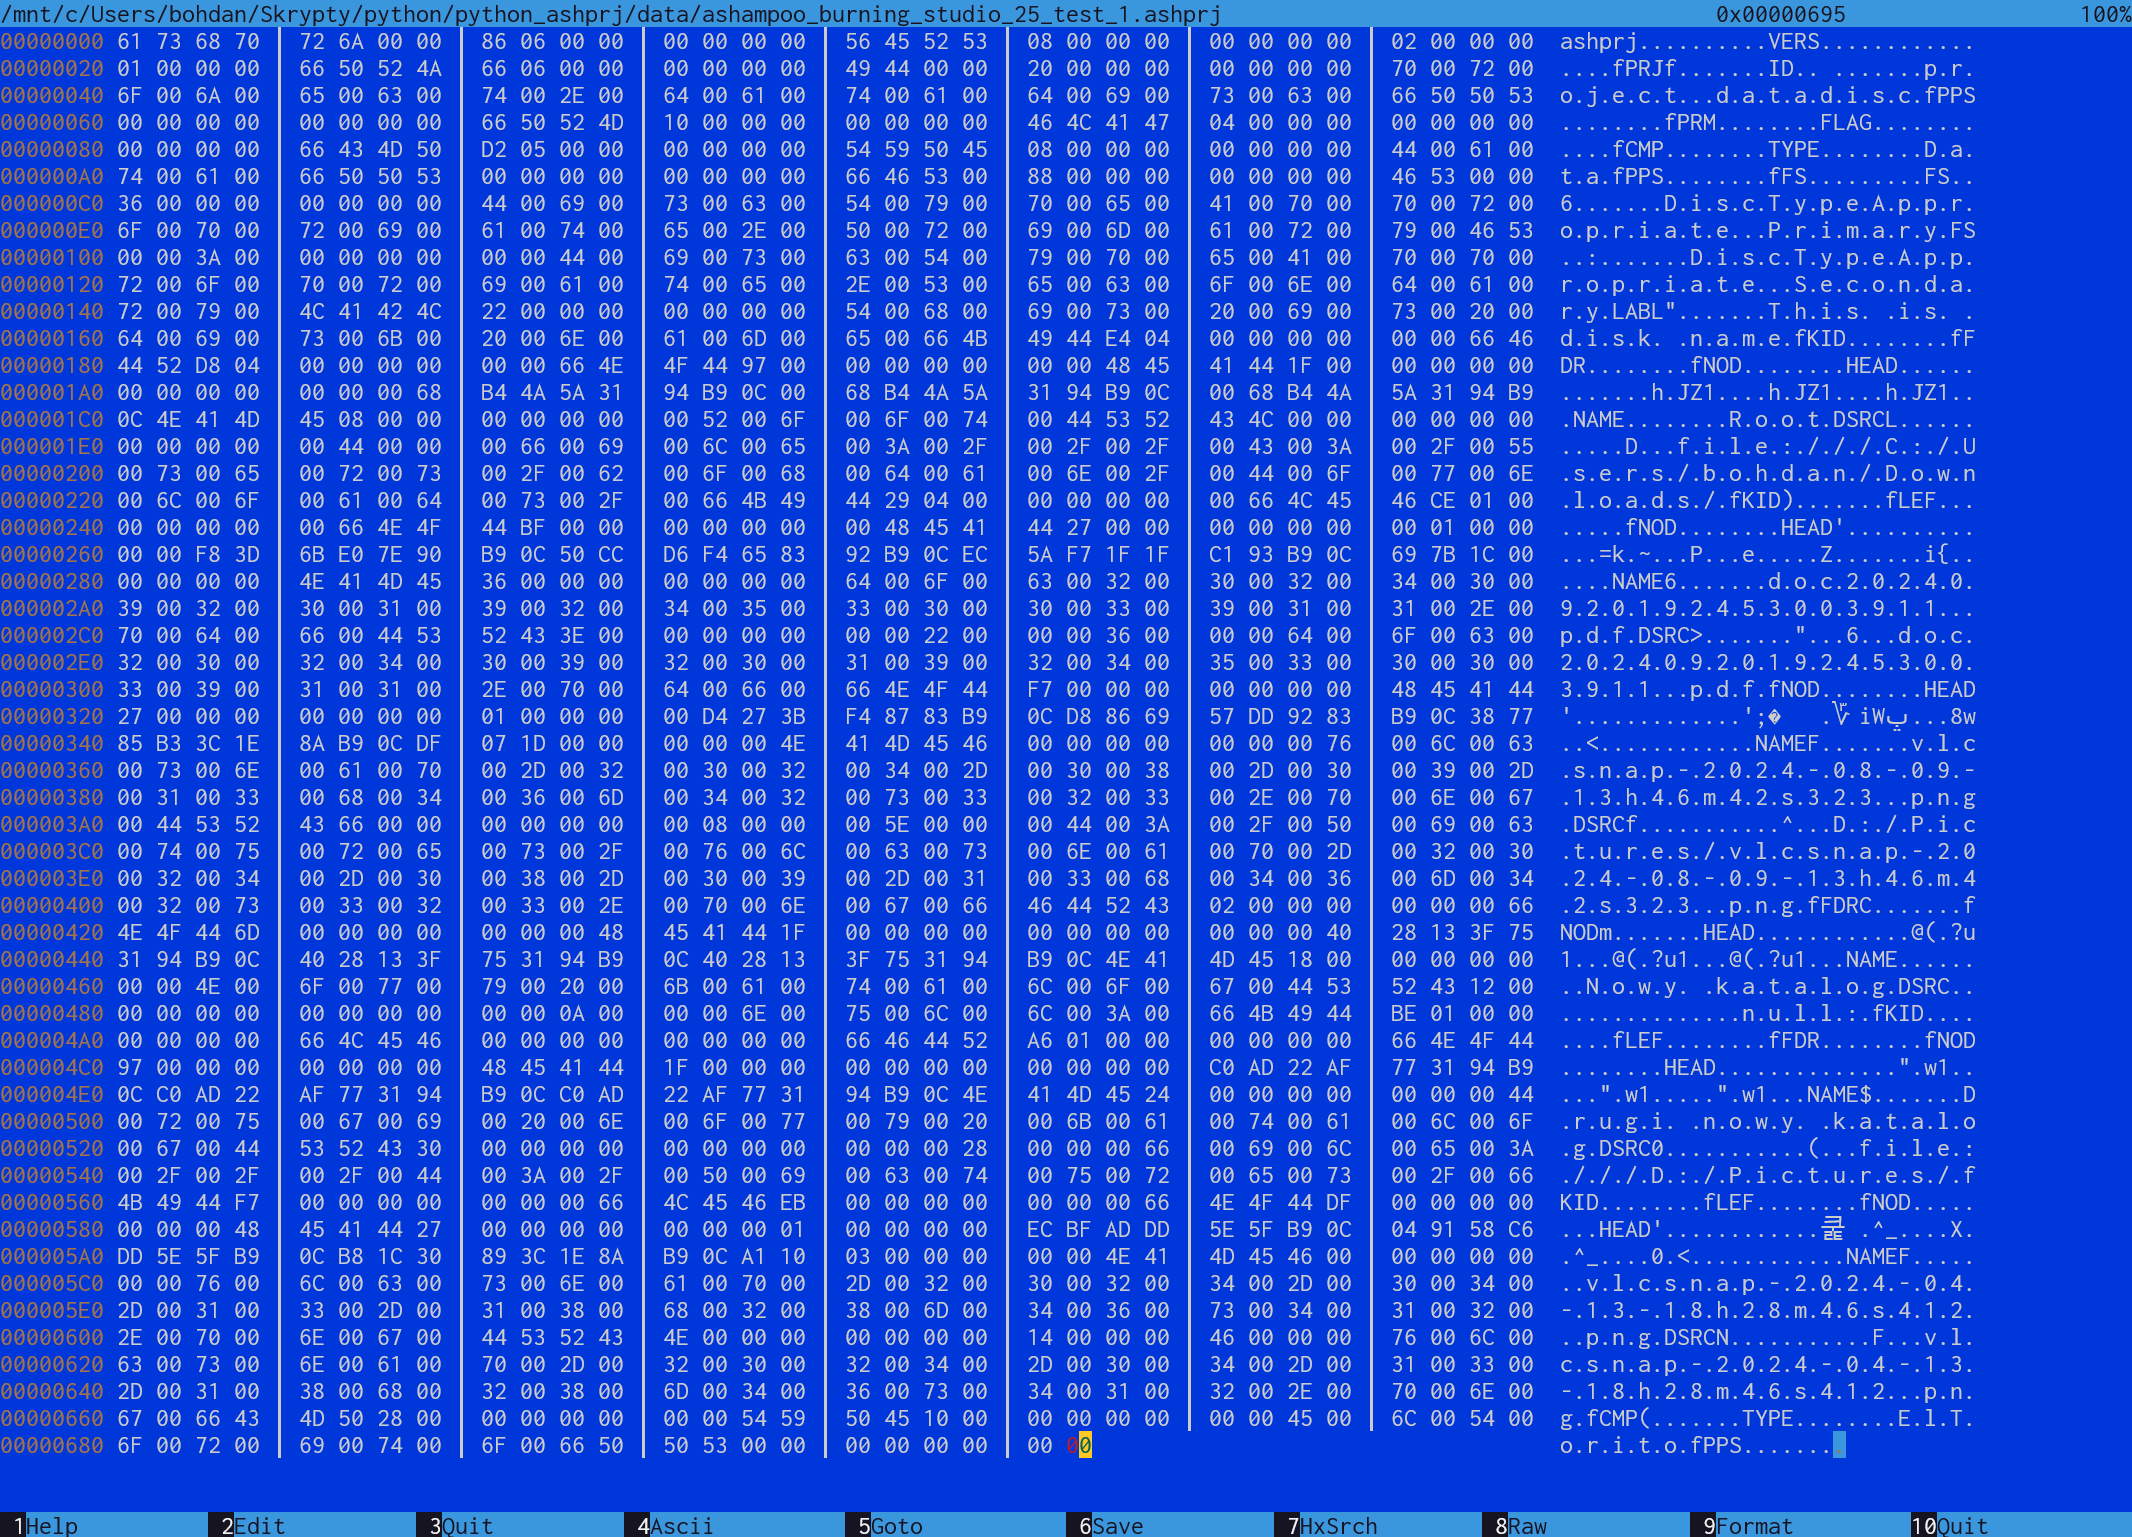 /mnt/c/Users/bohdan/Skrypty/python/python_ashprj/data/ashampoo_burning_studio_25_test_1.ashprj 0x00000695 100%
00000000 61 73 68 70 72 6A 00 00 86 06 00 00 00 00 00 00 56 45 52 53 08 00 00 00 00 00 00 00 02 00 00 00 ashprj..........VERS............
00000020 01 00 00 00 66 50 52 4A 66 06 00 00 00 00 00 00 49 44 00 00 20 00 00 00 00 00 00 00 70 00 72 00 ....fPRJf.......ID.. .......p.r.
00000040 6F 00 6A 00 65 00 63 00 74 00 2E 00 64 00 61 00 74 00 61 00 64 00 69 00 73 00 63 00 66 50 50 53 o.j.e.c.t...d.a.t.a.d.i.s.c.fPPS
00000060 00 00 00 00 00 00 00 00 66 50 52 4D 10 00 00 00 00 00 00 00 46 4C 41 47 04 00 00 00 00 00 00 00 ........fPRM........FLAG........
00000080 00 00 00 00 66 43 4D 50 D2 05 00 00 00 00 00 00 54 59 50 45 08 00 00 00 00 00 00 00 44 00 61 00 ....fCMP........TYPE........D.a.
000000A0 74 00 61 00 66 50 50 53 00 00 00 00 00 00 00 00 66 46 53 00 88 00 00 00 00 00 00 00 46 53 00 00 t.a.fPPS........fFS.........FS..
000000C0 36 00 00 00 00 00 00 00 44 00 69 00 73 00 63 00 54 00 79 00 70 00 65 00 41 00 70 00 70 00 72 00 6.......D.i.s.c.T.y.p.e.A.p.p.r.
000000E0 6F 00 70 00 72 00 69 00 61 00 74 00 65 00 2E 00 50 00 72 00 69 00 6D 00 61 00 72 00 79 00 46 53 o.p.r.i.a.t.e...P.r.i.m.a.r.y.FS
00000100 00 00 3A 00 00 00 00 00 00 00 44 00 69 00 73 00 63 00 54 00 79 00 70 00 65 00 41 00 70 00 70 00 ..:.......D.i.s.c.T.y.p.e.A.p.p.
00000120 72 00 6F 00 70 00 72 00 69 00 61 00 74 00 65 00 2E 00 53 00 65 00 63 00 6F 00 6E 00 64 00 61 00 r.o.p.r.i.a.t.e...S.e.c.o.n.d.a.
00000140 72 00 79 00 4C 41 42 4C 22 00 00 00 00 00 00 00 54 00 68 00 69 00 73 00 20 00 69 00 73 00 20 00 r.y.LABL".......T.h.i.s. .i.s. .
00000160 64 00 69 00 73 00 6B 00 20 00 6E 00 61 00 6D 00 65 00 66 4B 49 44 E4 04 00 00 00 00 00 00 66 46 d.i.s.k. .n.a.m.e.fKID........fF
00000180 44 52 D8 04 00 00 00 00 00 00 66 4E 4F 44 97 00 00 00 00 00 00 00 48 45 41 44 1F 00 00 00 00 00 DR........fNOD........HEAD......
000001A0 00 00 00 00 00 00 00 68 B4 4A 5A 31 94 B9 0C 00 68 B4 4A 5A 31 94 B9 0C 00 68 B4 4A 5A 31 94 B9 .......h.JZ1....h.JZ1....h.JZ1..
000001C0 0C 4E 41 4D 45 08 00 00 00 00 00 00 00 52 00 6F 00 6F 00 74 00 44 53 52 43 4C 00 00 00 00 00 00 .NAME........R.o.o.t.DSRCL......
000001E0 00 00 00 00 00 44 00 00 00 66 00 69 00 6C 00 65 00 3A 00 2F 00 2F 00 2F 00 43 00 3A 00 2F 00 55 .....D...f.i.l.e.:././././.C.:./.U
00000200 00 73 00 65 00 72 00 73 00 2F 00 62 00 6F 00 68 00 64 00 61 00 6E 00 2F 00 44 00 6F 00 77 00 6E .s.e.r.s./.b.o.h.d.a.n./.D.o.w.n
00000220 00 6C 00 6F 00 61 00 64 00 73 00 2F 00 66 4B 49 44 29 04 00 00 00 00 00 00 66 4C 45 46 CE 01 00 .l.o.a.d.s./.fKID).......fLEF...
00000240 00 00 00 00 00 66 4E 4F 44 BF 00 00 00 00 00 00 00 48 45 41 44 27 00 00 00 00 00 00 00 01 00 00 .....fNOD........HEAD'..........
00000260 00 00 F8 3D 6B E0 7E 90 B9 0C 50 CC D6 F4 65 83 92 B9 0C EC 5A F7 1F 1F C1 93 B9 0C 69 7B 1C 00 ...=k.~...P...e.....Z.......i{..
00000280 00 00 00 00 4E 41 4D 45 36 00 00 00 00 00 00 00 64 00 6F 00 63 00 32 00 30 00 32 00 34 00 30 00 ....NAME6.......d.o.c.2.0.2.4.0.
000002A0 39 00 32 00 30 00 31 00 39 00 32 00 34 00 35 00 33 00 30 00 30 00 33 00 39 00 31 00 31 00 2E 00 9.2.0.1.9.2.4.5.3.0.0.3.9.1.1...
000002C0 70 00 64 00 66 00 44 53 52 43 3E 00 00 00 00 00 00 00 22 00 00 00 36 00 00 00 64 00 6F 00 63 00 p.d.f.DSRC>......."...6...d.o.c.
000002E0 32 00 30 00 32 00 34 00 30 00 39 00 32 00 30 00 31 00 39 00 32 00 34 00 35 00 33 00 30 00 30 00 2.0.2.4.0.9.2.0.1.9.2.4.5.3.0.0.
00000300 33 00 39 00 31 00 31 00 2E 00 70 00 64 00 66 00 66 4E 4F 44 F7 00 00 00 00 00 00 00 48 45 41 44 3.9.1.1...p.d.f.fNOD........HEAD
00000320 27 00 00 00 00 00 00 00 01 00 00 00 00 D4 27 3B F4 87 83 B9 0C D8 86 69 57 DD 92 83 B9 0C 38 77
00000340 85 B3 3C 1E 8A B9 0C DF 07 1D 00 00 00 00 00 4E 41 4D 45 46 00 00 00 00 00 00 00 76 00 6C 00 63 ..<............NAMEF.......v.l.c
00000360 00 73 00 6E 00 61 00 70 00 2D 00 32 00 30 00 32 00 34 00 2D 00 30 00 38 00 2D 00 30 00 39 00 2D .s.n.a.p.-.2.0.2.4.-.0.8.-.0.9.-
00000380 00 31 00 33 00 68 00 34 00 36 00 6D 00 34 00 32 00 73 00 33 00 32 00 33 00 2E 00 70 00 6E 00 67 .1.3.h.4.6.m.4.2.s.3.2.3...p.n.g
000003A0 00 44 53 52 43 66 00 00 00 00 00 00 00 08 00 00 00 5E 00 00 00 44 00 3A 00 2F 00 50 00 69 00 63 .DSRCf...........^...D.:./.P.i.c
000003C0 00 74 00 75 00 72 00 65 00 73 00 2F 00 76 00 6C 00 63 00 73 00 6E 00 61 00 70 00 2D 00 32 00 30 .t.u.r.e.s./.v.l.c.s.n.a.p.-.2.0
000003E0 00 32 00 34 00 2D 00 30 00 38 00 2D 00 30 00 39 00 2D 00 31 00 33 00 68 00 34 00 36 00 6D 00 34 .2.4.-.0.8.-.0.9.-.1.3.h.4.6.m.4
00000400 00 32 00 73 00 33 00 32 00 33 00 2E 00 70 00 6E 00 67 00 66 46 44 52 43 02 00 00 00 00 00 00 66 .2.s.3.2.3...p.n.g.fFDRC.......f
00000420 4E 4F 44 6D 00 00 00 00 00 00 00 48 45 41 44 1F 00 00 00 00 00 00 00 00 00 00 00 40 28 13 3F 75 NODm.......HEAD............@(.?u
00000440 31 94 B9 0C 40 28 13 3F 75 31 94 B9 0C 40 28 13 3F 75 31 94 B9 0C 4E 41 4D 45 18 00 00 00 00 00 1...@(.?u1...@(.?u1...NAME......
00000460 00 00 4E 00 6F 00 77 00 79 00 20 00 6B 00 61 00 74 00 61 00 6C 00 6F 00 67 00 44 53 52 43 12 00 ..N.o.w.y. .k.a.t.a.l.o.g.DSRC..
00000480 00 00 00 00 00 00 0A 00 00 00 6E 00 75 00 6C 00 6C 00 3A 00 66 4B 49 44 BE 01 00 00 ..............n.u.l.l.:.fKID....
000004A0 00 00 00 00 66 4C 45 46 00 00 00 00 00 00 00 00 66 46 44 52 A6 01 00 00 00 00 00 00 66 4E 4F 44 ....fLEF........fFDR........fNOD
000004C0 97 00 00 00 00 00 00 00 48 45 41 44 1F 00 00 00 00 00 00 00 00 00 00 00 C0 AD 22 AF 77 31 94 B9 ........HEAD..............".w1..
000004E0 0C C0 AD 22 AF 77 31 94 B9 0C C0 AD 22 AF 77 31 94 B9 0C 4E 41 4D 45 24 00 00 00 00 00 00 00 44 ...".w1.....".w1...NAME$.......D
00000500 00 72 00 75 00 67 00 69 00 20 00 6E 00 6F 00 77 00 79 00 20 00 6B 00 61 00 74 00 61 00 6C 00 6F .r.u.g.i. .n.o.w.y. .k.a.t.a.l.o
00000520 00 67 00 44 53 52 43 30 00 00 00 00 00 00 00 00 00 00 00 28 00 00 00 66 00 69 00 6C 00 65 00 3A .g.DSRC0...........(...f.i.l.e.:
00000540 00 2F 00 2F 00 2F 00 44 00 3A 00 2F 00 50 00 69 00 63 00 74 00 75 00 72 00 65 00 73 00 2F 00 66 ./././.D.:./.P.i.c.t.u.r.e.s./.f
00000560 4B 49 44 F7 00 00 00 00 00 00 00 66 4C 45 46 EB 00 00 00 00 00 00 00 66 4E 4F 44 DF 00 00 00 00 KID........fLEF........fNOD.....
00000580 00 00 00 48 45 41 44 27 00 00 00 00 00 00 00 01 00 00 00 00 EC BF AD DD 5E 5F B9 0C 04 91 58 C6
000005A0 DD 5E 5F B9 0C B8 1C 30 89 3C 1E 8A B9 0C A1 10 03 00 00 00 00 00 4E 41 4D 45 46 00 00 00 00 00 .^_....0.<............NAMEF.....
000005C0 00 00 76 00 6C 00 63 00 73 00 6E 00 61 00 70 00 2D 00 32 00 30 00 32 00 34 00 2D 00 30 00 34 00 ..v.l.c.s.n.a.p.-.2.0.2.4.-.0.4.
000005E0 2D 00 31 00 33 00 2D 00 31 00 38 00 68 00 32 00 38 00 6D 00 34 00 36 00 73 00 34 00 31 00 32 00 -.1.3.-.1.8.h.2.8.m.4.6.s.4.1.2.
00000600 2E 00 70 00 6E 00 67 00 44 53 52 43 4E 00 00 00 00 00 00 00 14 00 00 00 46 00 00 00 76 00 6C 00 ..p.n.g.DSRCN...........F...v.l.
00000620 63 00 73 00 6E 00 61 00 70 00 2D 00 32 00 30 00 32 00 34 00 2D 00 30 00 34 00 2D 00 31 00 33 00 c.s.n.a.p.-.2.0.2.4.-.0.4.-.1.3.
00000640 2D 00 31 00 38 00 68 00 32 00 38 00 6D 00 34 00 36 00 73 00 34 00 31 00 32 00 2E 00 70 00 6E 00 -.1.8.h.2.8.m.4.6.s.4.1.2...p.n.
00000660 67 00 66 43 4D 50 28 00 00 00 00 00 00 00 54 59 50 45 10 00 00 00 00 00 00 00 45 00 6C 00 54 00 g.fCMP(.......TYPE........E.l.T.
00000680 6F 00 72 00 69 00 74 00 6F 00 66 50 50 53 00 00 00 00 00 00 00 00 o.r.i.t.o.fPPS........
1Help 2Edit 3Quit 4Ascii 5Goto 6Save 7HxSrch 8Raw 9Format 10Quit